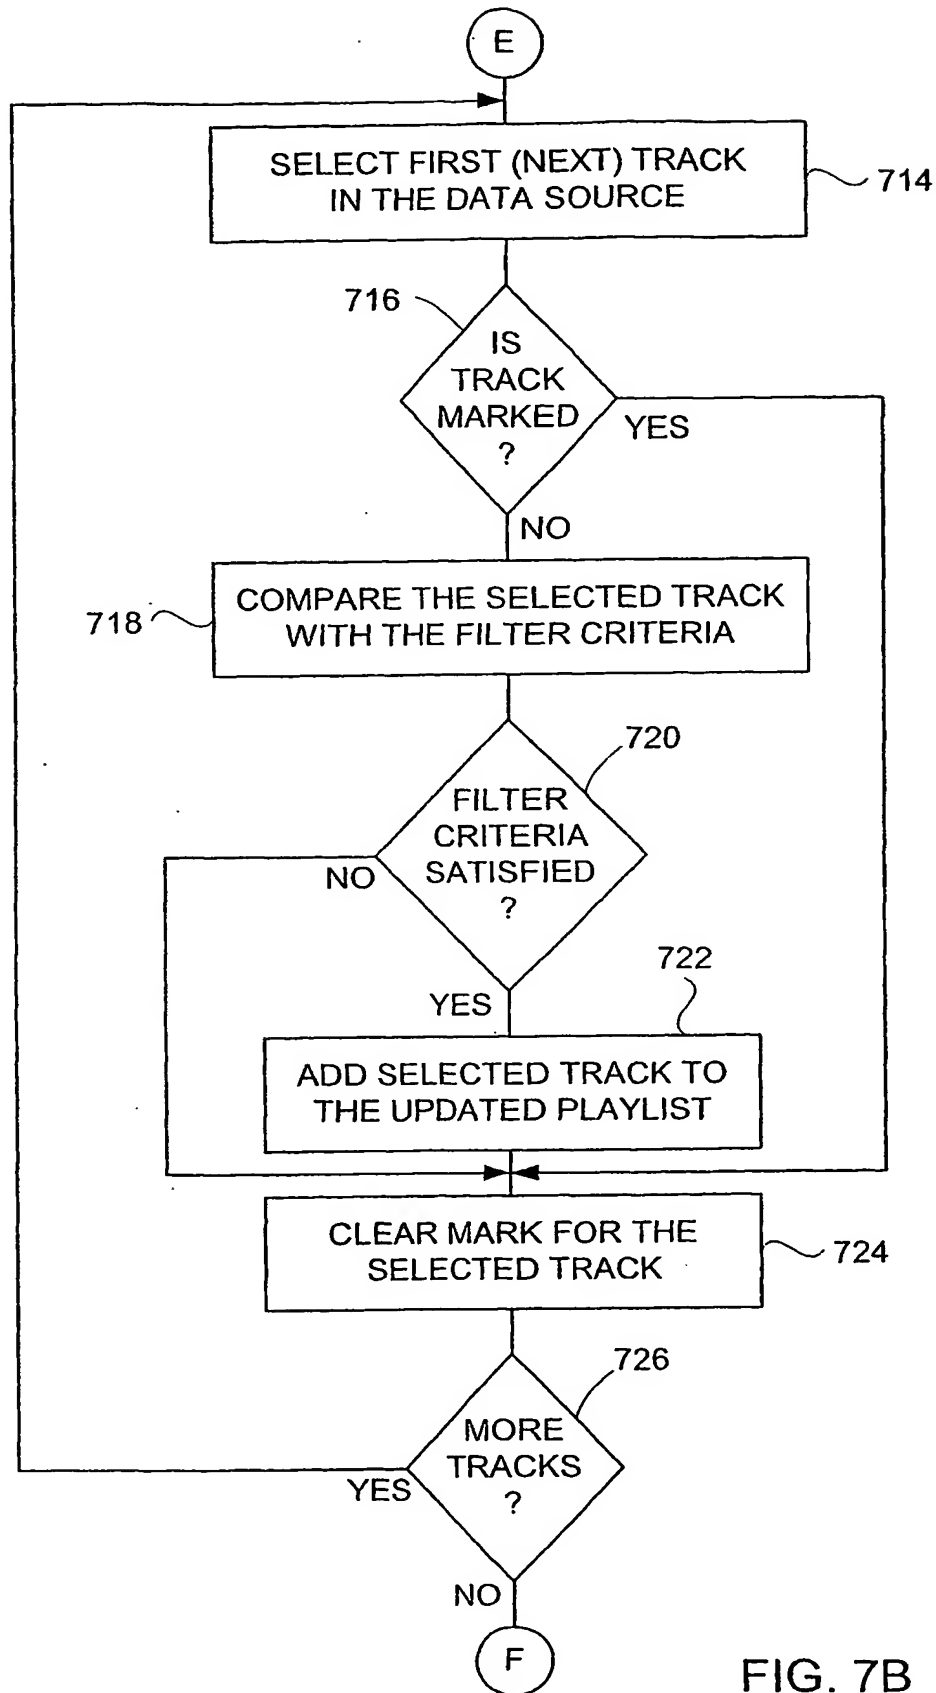 E
SELECT FIRST (NEXT) TRACK
IN THE DATA SOURCE
714
716
IS
TRACK
MARKED
?
YES
NO
718
COMPARE THE SELECTED TRACK
WITH THE FILTER CRITERIA
720
FILTER
CRITERIA
SATISFIED
?
NO
YES
722
ADD SELECTED TRACK TO
THE UPDATED PLAYLIST
CLEAR MARK FOR THE
SELECTED TRACK
724
726
MORE
TRACKS
?
YES
NO
F
FIG. 7B